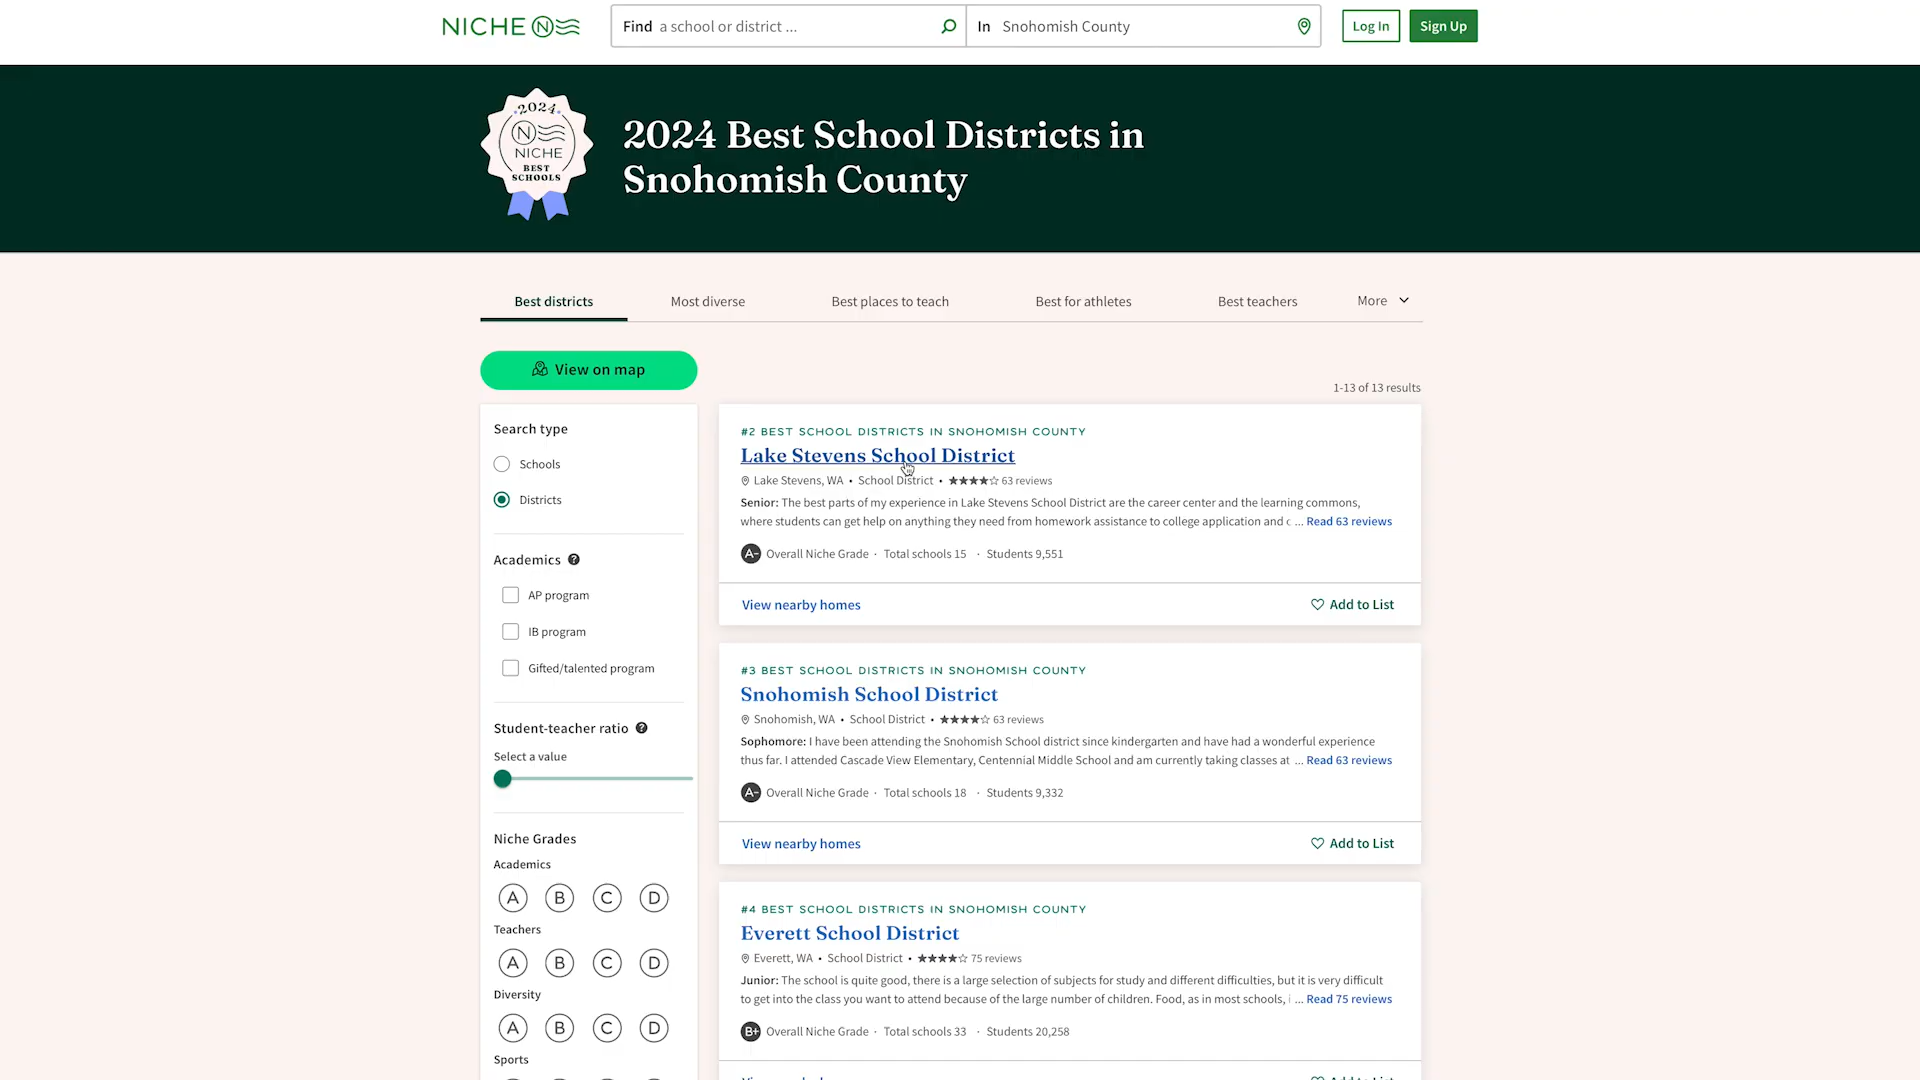 NICHE
Find a school or district ...
In Snohomish County
Log In
Sign Up
2024
NICHE
BEST
SCHOOLS
2024 Best School Districts in
Snohomish County
Best districts
Most diverse
Best places to teach
Best for athletes
Best teachers
More
View on map
1-13 of 13 results
Search type
Schools
Districts
Academics
AP program
IB program
Gifted/talented program
Student-teacher ratio
Select a value
Niche Grades
Academics
A B C D
Teachers
A B C D
Diversity
A B C D
Sports
#2 BEST SCHOOL DISTRICTS IN SNOHOMISH COUNTY
Lake Stevens School District
Lake Stevens, WA • School District • ★★★★☆ 63 reviews
Senior: The best parts of my experience in Lake Stevens School District are the career center and the learning commons,
where students can get help on anything they need from homework assistance to college application and ... Read 63 reviews
A- Overall Niche Grade · Total schools 15 · Students 9,551
View nearby homes
Add to List
#3 BEST SCHOOL DISTRICTS IN SNOHOMISH COUNTY
Snohomish School District
Snohomish, WA • School District • ★★★★☆ 63 reviews
Sophomore: I have been attending the Snohomish School district since kindergarten and have had a wonderful experience
thus far. I attended Cascade View Elementary, Centennial Middle School and am currently taking classes at ... Read 63 reviews
A- Overall Niche Grade · Total schools 18 · Students 9,332
View nearby homes
Add to List
#4 BEST SCHOOL DISTRICTS IN SNOHOMISH COUNTY
Everett School District
Everett, WA • School District • ★★★★☆ 75 reviews
Junior: The school is quite good, there is a large selection of subjects for study and different difficulties, but it is very difficult
to get into the class you want to attend because of the large number of children. Food, as in most schools, ... Read 75 reviews
B+ Overall Niche Grade · Total schools 33 · Students 20,258